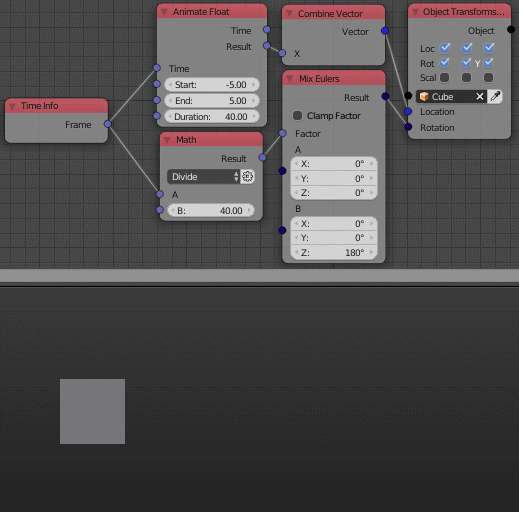 Time Info
Frame
Animate Float
Time
Result
Time
Start: -5.00
End: 5.00
Duration: 40.00
Math
Result
Divide
A
B: 40.00
Combine Vector
Vector
X
Mix Eulers
Result
Clamp Factor
Factor
A
X: 0°
Y: 0°
Z: 0°
B
X: 0°
Y: 0°
Z: 180°
Object Transforms...
Object
Loc
Rot Y
Scal
Cube
Location
Rotation